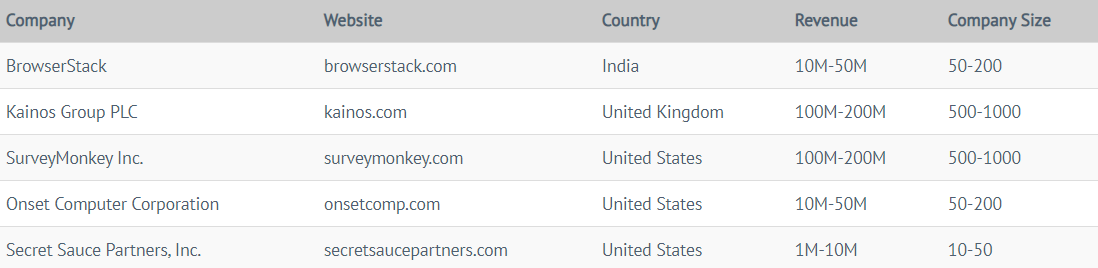 Company Website Country Revenue Company Size
BrowserStack browserstack.com India 10M-50M 50-200
Kainos Group PLC kainos.com United Kingdom 100M-200M 500-1000
SurveyMonkey Inc. surveymonkey.com United States 100M-200M 500-1000
Onset Computer Corporation onsetcomp.com United States 10M-50M 50-200
Secret Sauce Partners, Inc. secretsaucepartners.com United States 1M-10M 10-50